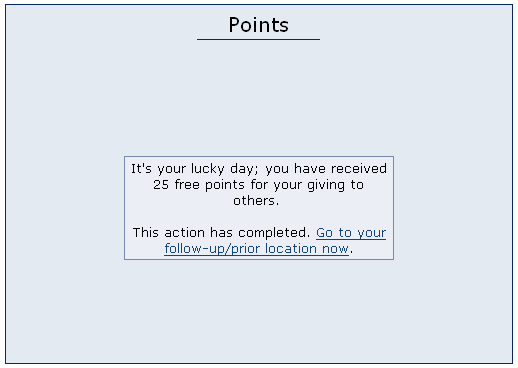 Points
It's your lucky day; you have received
25 free points for your giving to
others.
This action has completed. Go to your
follow-up/prior location now.